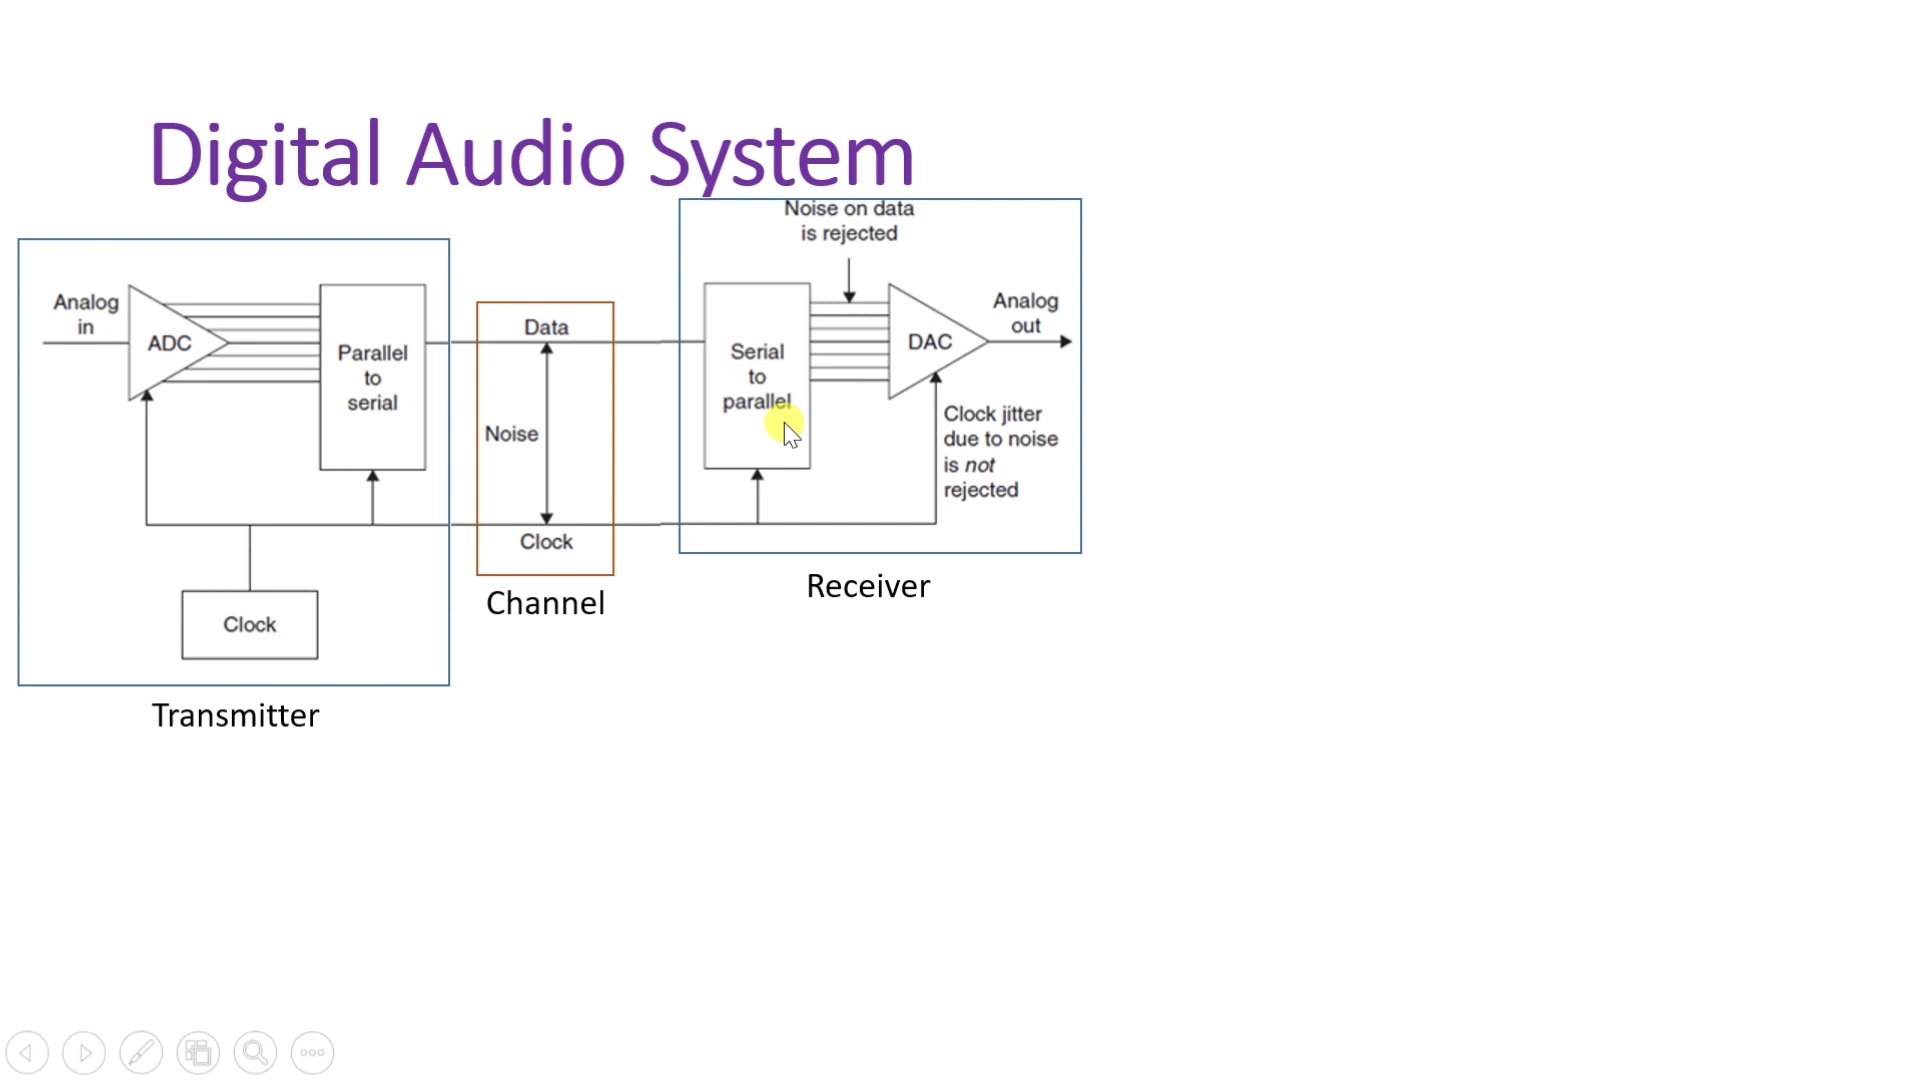 Digital Audio System
Analog
in
ADC
Parallel
to
serial
Clock
Transmitter
Data
Noise
Clock
Channel
Noise on data
is rejected
Serial
to
parallel
DAC
Analog
out
Clock jitter
due to noise
is not
rejected
Receiver